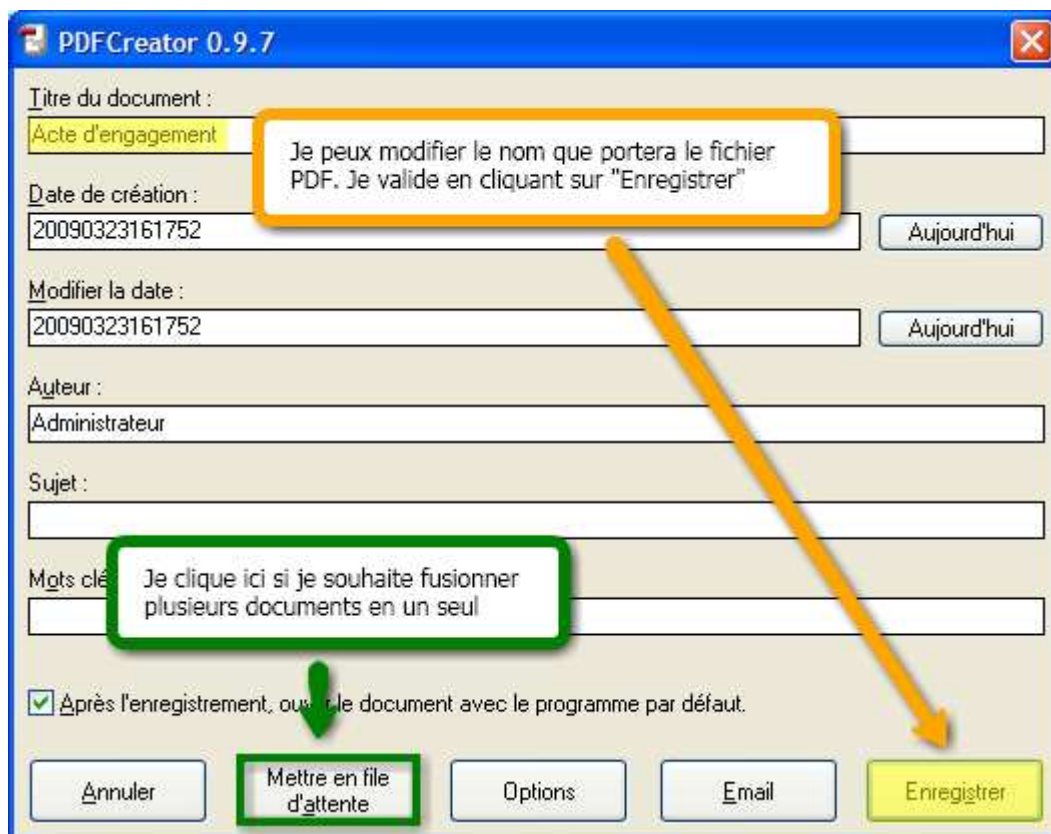 PDFCreator 0.9.7
Titre du document :
Acte d'engagement
Je peux modifier le nom que portera le fichier
PDF. Je valide en cliquant sur "Enregistrer"
Date de création :
20090323161752
Aujourd'hui
Modifier la date :
20090323161752
Aujourd'hui
Auteur :
Administrateur
Sujet :
Mots clé
Je clique ici si je souhaite fusionner
plusieurs documents en un seul
Après l'enregistrement, le document avec le programme par défaut.
Annuler
Mettre en file
d'attente
Options
Email
Enregistrer